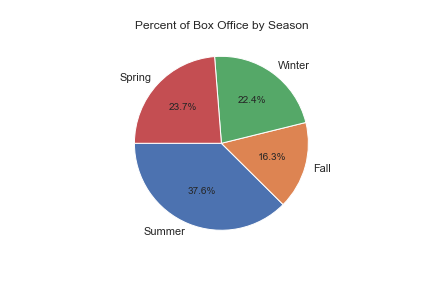 Percent of Box Office by Season
Winter
Spring
22.4%
23.7%
16.3%
Fall
37.6%
Summer